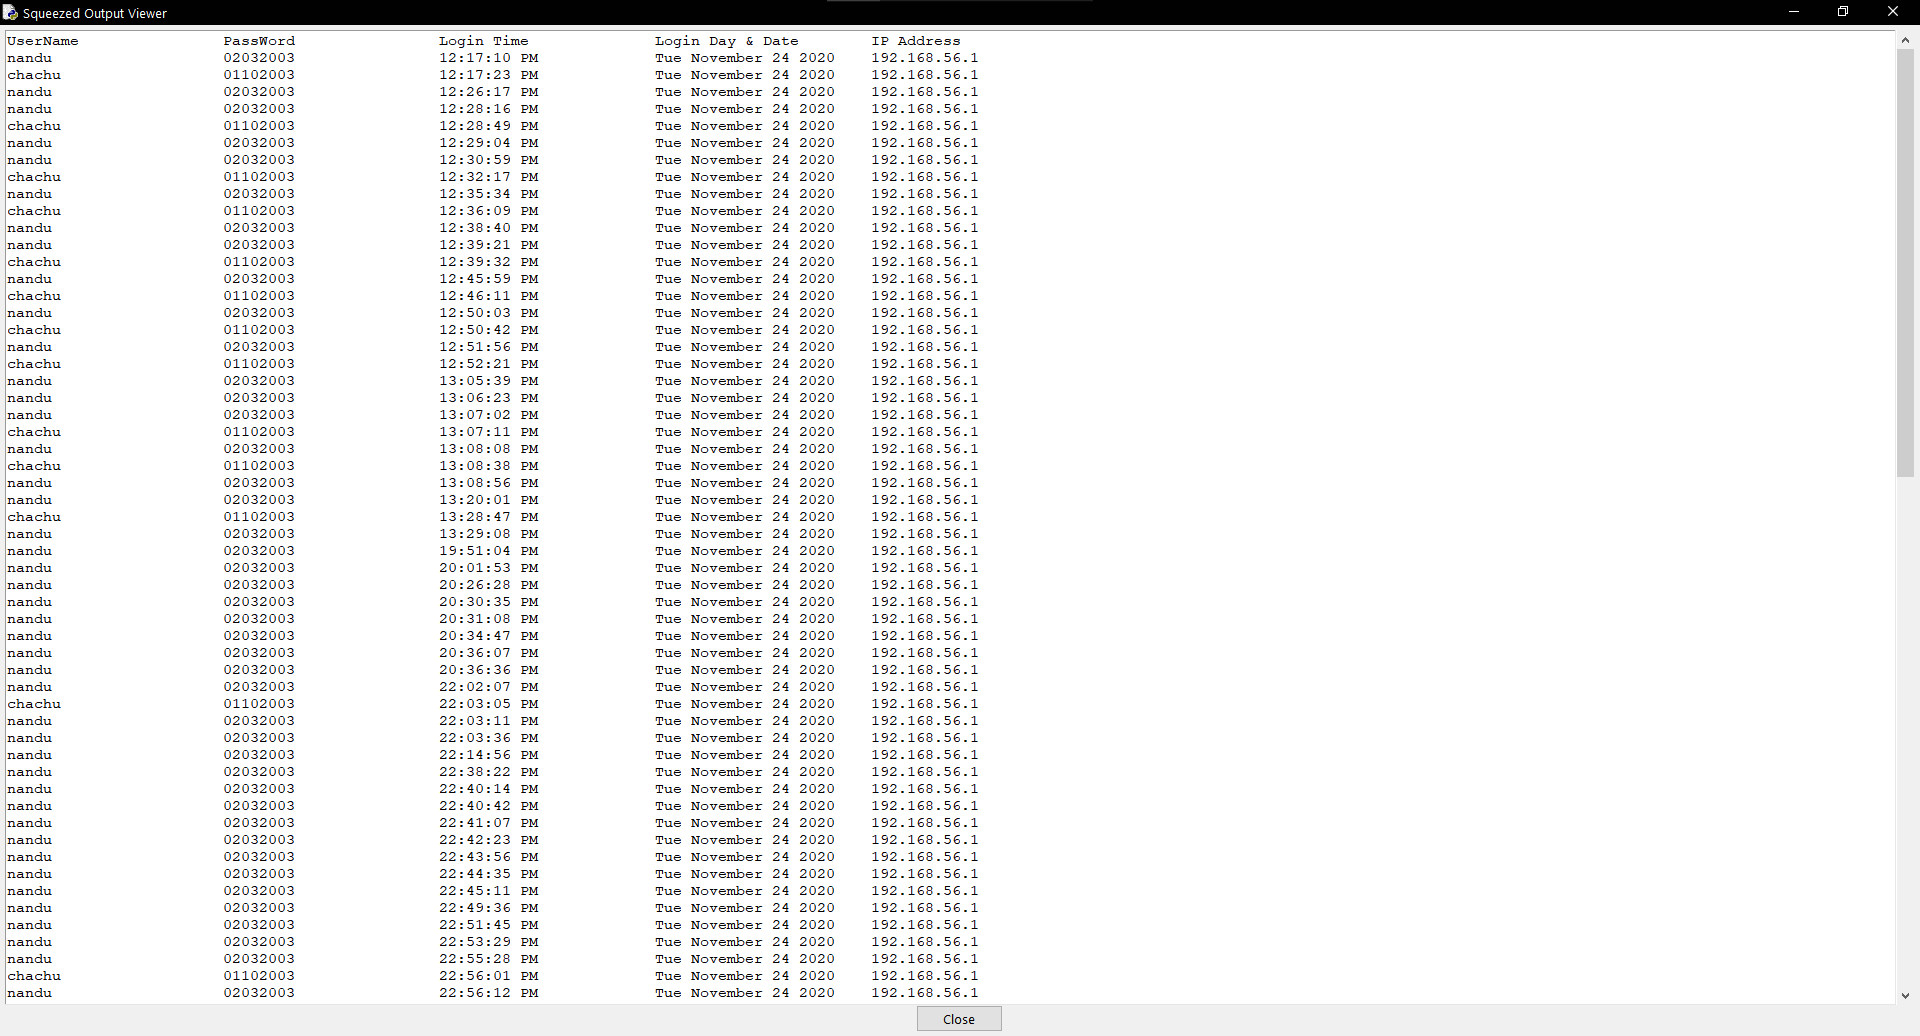 Squeezed Output Viewer
UserName PassWord Login Time Login Day & Date IP Address
nandu 02032003 12:17:10 PM Tue November 24 2020 192.168.56.1
chachu 01102003 12:17:23 PM Tue November 24 2020 192.168.56.1
nandu 02032003 12:26:17 PM Tue November 24 2020 192.168.56.1
nandu 02032003 12:28:16 PM Tue November 24 2020 192.168.56.1
chachu 01102003 12:28:49 PM Tue November 24 2020 192.168.56.1
nandu 02032003 12:29:04 PM Tue November 24 2020 192.168.56.1
nandu 02032003 12:30:59 PM Tue November 24 2020 192.168.56.1
chachu 01102003 12:32:17 PM Tue November 24 2020 192.168.56.1
nandu 02032003 12:35:34 PM Tue November 24 2020 192.168.56.1
chachu 01102003 12:36:09 PM Tue November 24 2020 192.168.56.1
nandu 02032003 12:38:40 PM Tue November 24 2020 192.168.56.1
nandu 02032003 12:39:21 PM Tue November 24 2020 192.168.56.1
chachu 01102003 12:39:32 PM Tue November 24 2020 192.168.56.1
nandu 02032003 12:45:59 PM Tue November 24 2020 192.168.56.1
chachu 01102003 12:46:11 PM Tue November 24 2020 192.168.56.1
nandu 02032003 12:50:03 PM Tue November 24 2020 192.168.56.1
chachu 01102003 12:50:42 PM Tue November 24 2020 192.168.56.1
nandu 02032003 12:51:56 PM Tue November 24 2020 192.168.56.1
chachu 01102003 12:52:21 PM Tue November 24 2020 192.168.56.1
nandu 02032003 13:05:39 PM Tue November 24 2020 192.168.56.1
nandu 02032003 13:06:23 PM Tue November 24 2020 192.168.56.1
nandu 02032003 13:07:02 PM Tue November 24 2020 192.168.56.1
chachu 01102003 13:07:11 PM Tue November 24 2020 192.168.56.1
nandu 02032003 13:08:08 PM Tue November 24 2020 192.168.56.1
chachu 01102003 13:08:38 PM Tue November 24 2020 192.168.56.1
nandu 02032003 13:08:56 PM Tue November 24 2020 192.168.56.1
nandu 02032003 13:20:01 PM Tue November 24 2020 192.168.56.1
chachu 01102003 13:28:47 PM Tue November 24 2020 192.168.56.1
nandu 02032003 13:29:08 PM Tue November 24 2020 192.168.56.1
nandu 02032003 19:51:04 PM Tue November 24 2020 192.168.56.1
nandu 02032003 20:01:53 PM Tue November 24 2020 192.168.56.1
nandu 02032003 20:26:28 PM Tue November 24 2020 192.168.56.1
nandu 02032003 20:30:35 PM Tue November 24 2020 192.168.56.1
nandu 02032003 20:31:08 PM Tue November 24 2020 192.168.56.1
nandu 02032003 20:34:47 PM Tue November 24 2020 192.168.56.1
nandu 02032003 20:36:07 PM Tue November 24 2020 192.168.56.1
nandu 02032003 20:36:36 PM Tue November 24 2020 192.168.56.1
nandu 02032003 22:02:07 PM Tue November 24 2020 192.168.56.1
chachu 01102003 22:03:05 PM Tue November 24 2020 192.168.56.1
nandu 02032003 22:03:11 PM Tue November 24 2020 192.168.56.1
nandu 02032003 22:03:36 PM Tue November 24 2020 192.168.56.1
nandu 02032003 22:14:56 PM Tue November 24 2020 192.168.56.1
nandu 02032003 22:38:22 PM Tue November 24 2020 192.168.56.1
nandu 02032003 22:40:14 PM Tue November 24 2020 192.168.56.1
nandu 02032003 22:40:42 PM Tue November 24 2020 192.168.56.1
nandu 02032003 22:41:07 PM Tue November 24 2020 192.168.56.1
nandu 02032003 22:42:23 PM Tue November 24 2020 192.168.56.1
nandu 02032003 22:43:56 PM Tue November 24 2020 192.168.56.1
nandu 02032003 22:44:35 PM Tue November 24 2020 192.168.56.1
nandu 02032003 22:45:11 PM Tue November 24 2020 192.168.56.1
nandu 02032003 22:49:36 PM Tue November 24 2020 192.168.56.1
nandu 02032003 22:51:45 PM Tue November 24 2020 192.168.56.1
nandu 02032003 22:53:29 PM Tue November 24 2020 192.168.56.1
nandu 02032003 22:55:28 PM Tue November 24 2020 192.168.56.1
chachu 01102003 22:56:01 PM Tue November 24 2020 192.168.56.1
nandu 02032003 22:56:12 PM Tue November 24 2020 192.168.56.1
Close